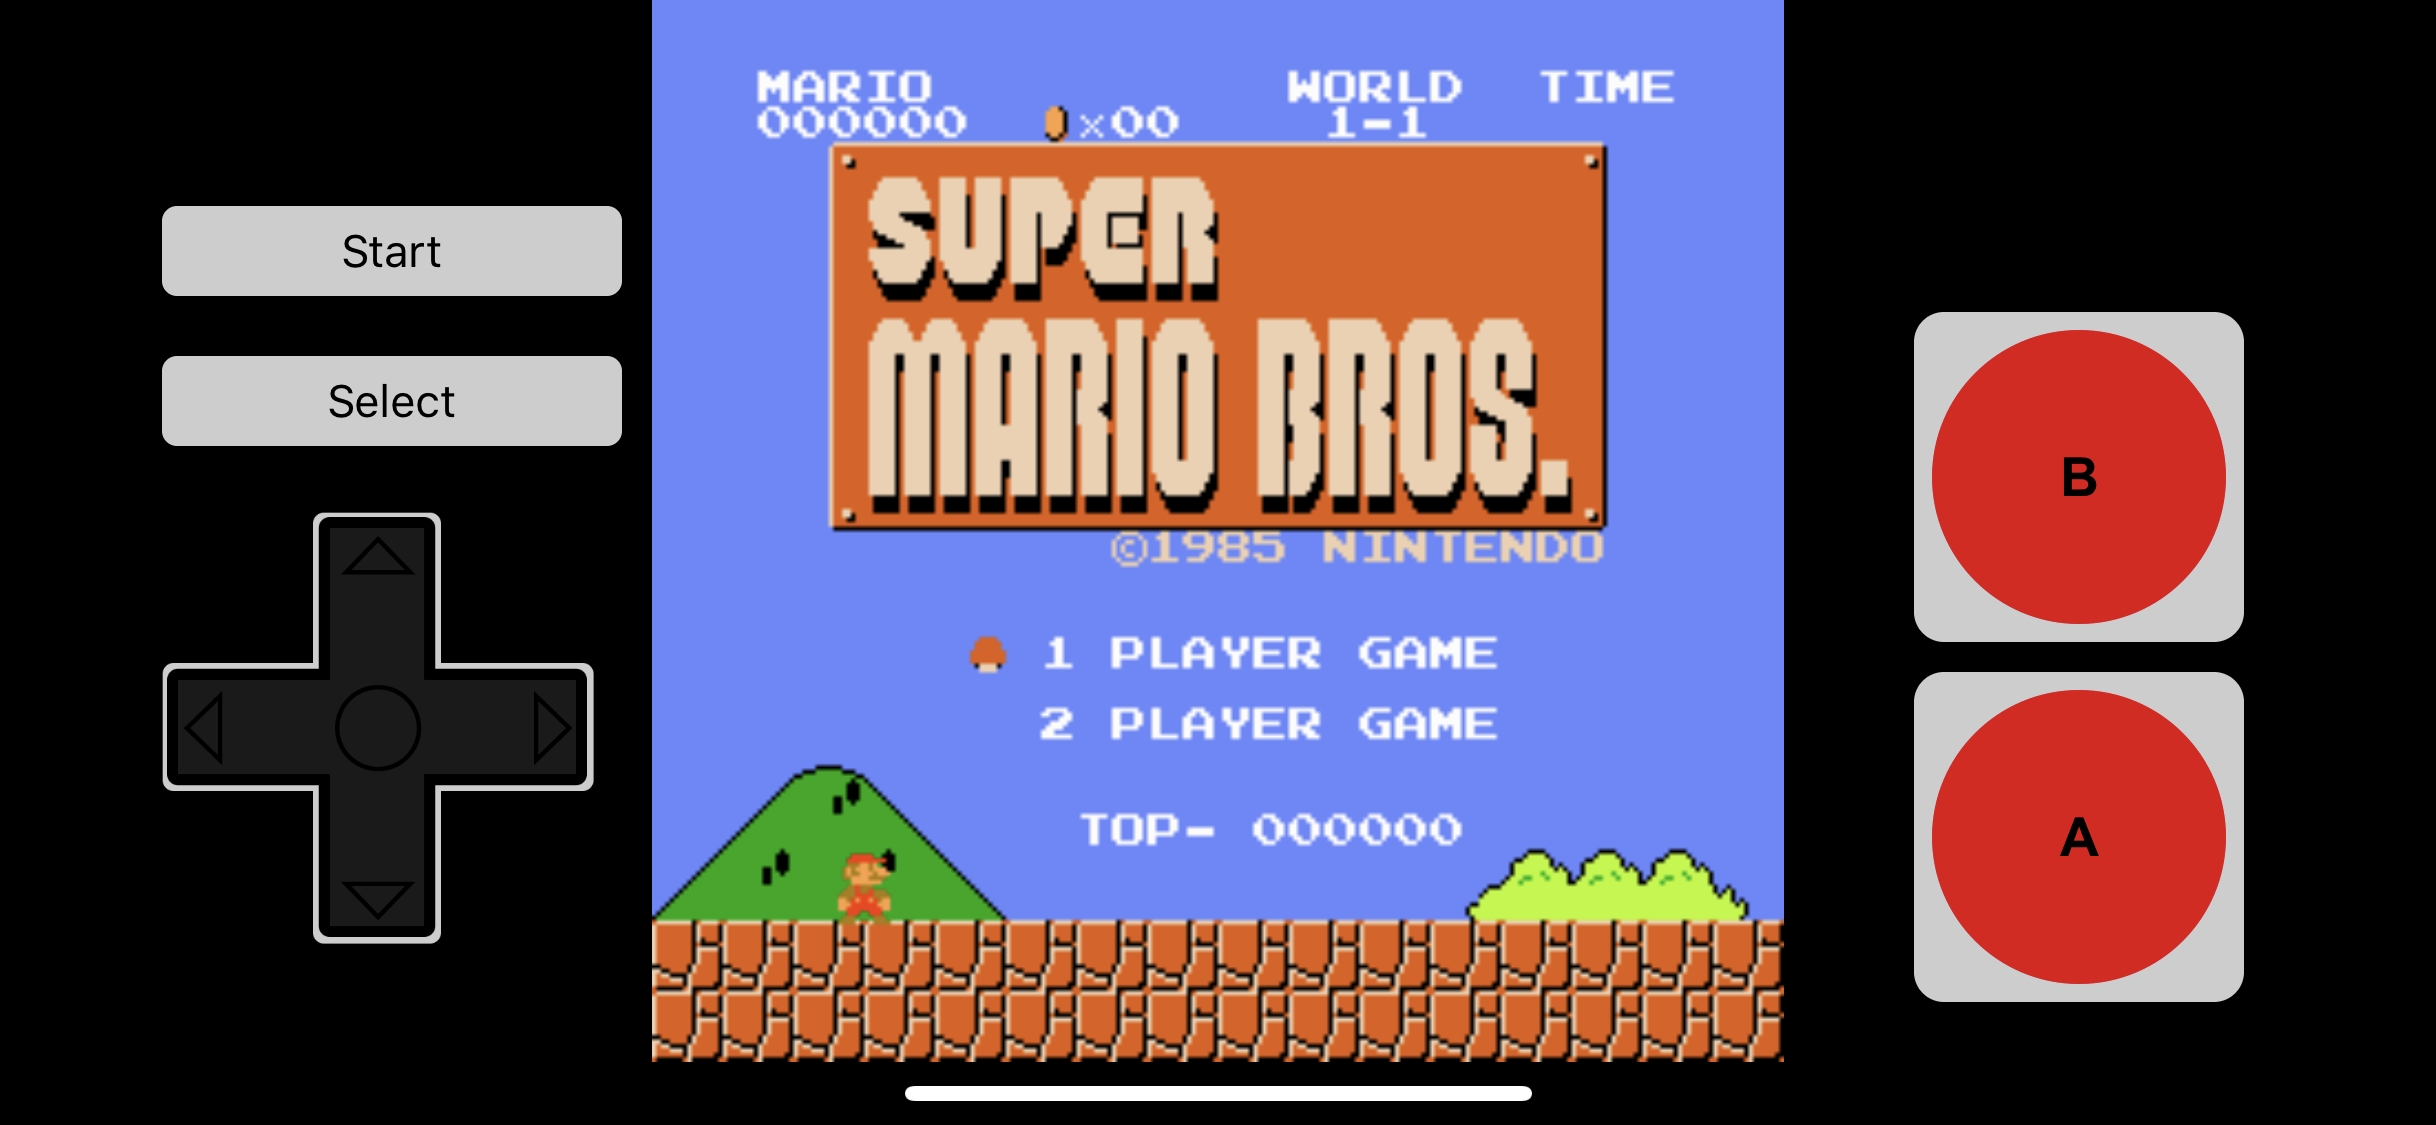 MARIO WORLD TIME
000000 ×00 1-1
SUPER
MARIO BROS.
©1985 NINTENDO
1 PLAYER GAME
2 PLAYER GAME
TOP- 000000
Start
Select
B
A